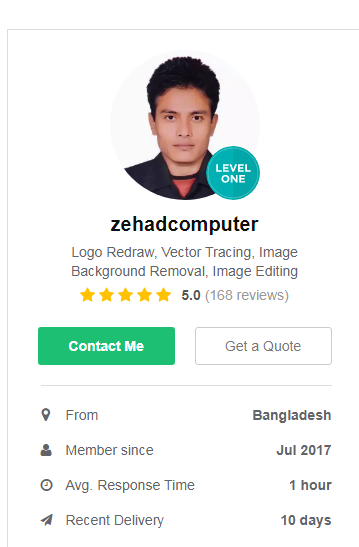 LEVEL
ONE
zehadcomputer
Logo Redraw, Vector Tracing, Image
Background Removal, Image Editing
5.0 (168 reviews)
Contact Me
Get a Quote
From Bangladesh
Member since Jul 2017
Avg. Response Time 1 hour
Recent Delivery 10 days